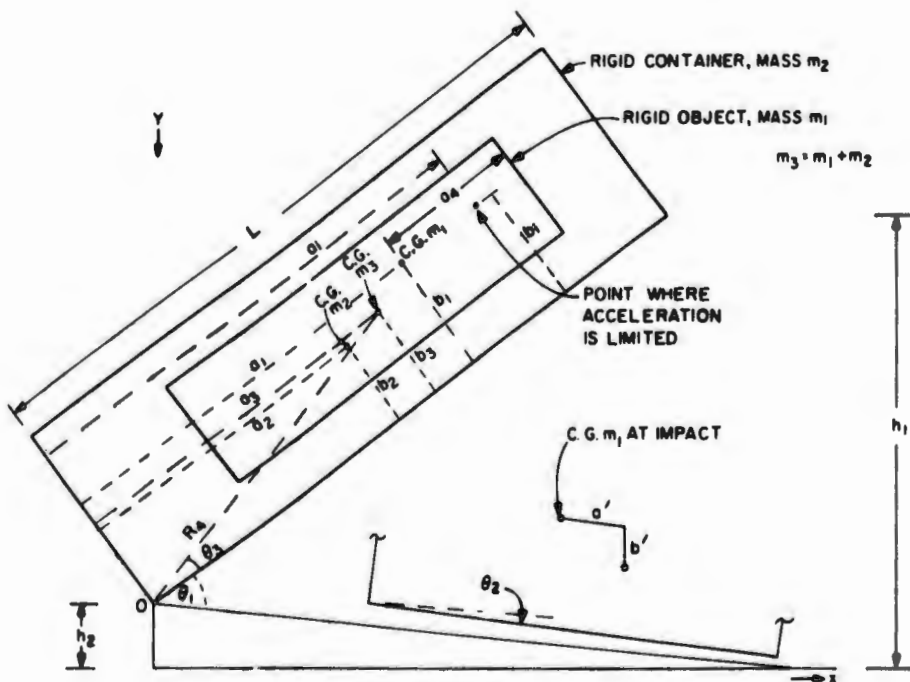 RIGID CONTAINER, MASS m₂
RIGID OBJECT, MASS m₁
m₃ = m₁ + m₂
Y
L
a₁
a₄
b₁
C.G. m₁
C.G. m₃
C.G. m₂
POINT WHERE
ACCELERATION
IS LIMITED
b₁
a₁
a₃
a₂
b₃
b₂
h₁
C.G. m₁ AT IMPACT
a'
b'
R₄
θ₃
θ₁
θ₂
O
h₂
x